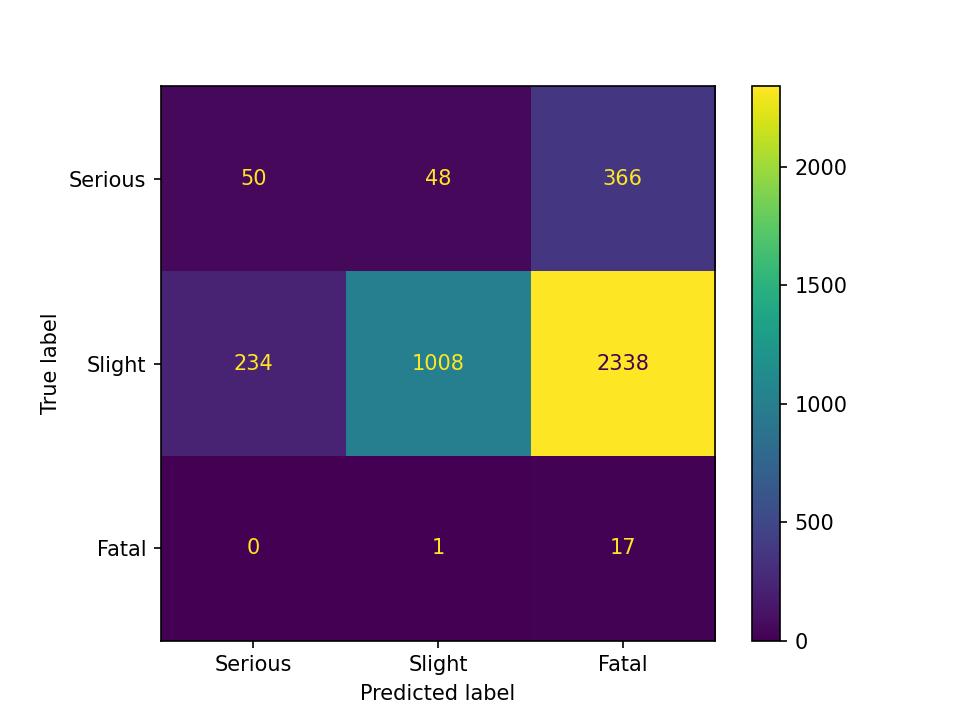 Serious 50 48 366
Slight 234 1008 2338
Fatal 0 1 17
Serious Slight Fatal
Predicted label
True label
2000
1500
1000
500
0